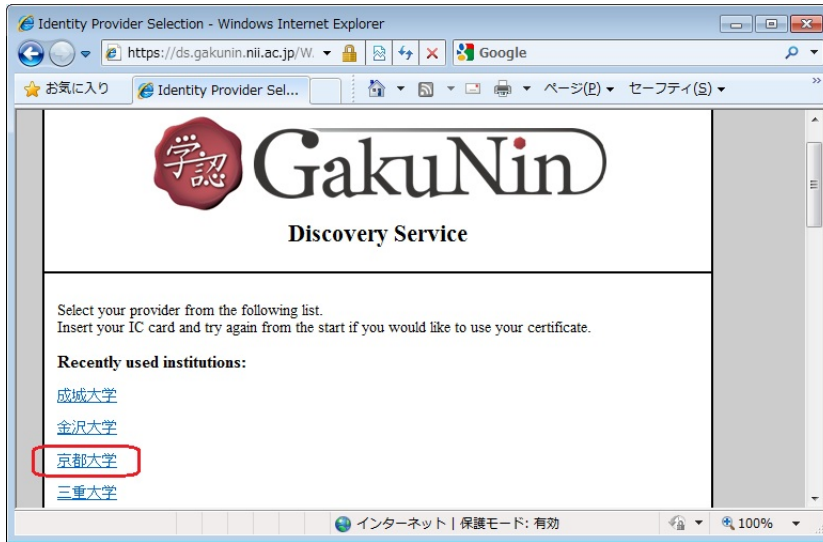 Identity Provider Selection - Windows Internet Explorer
https://ds.gakunin.nii.ac.jp/W. Google
お気に入り Identity Provider Sel... ページ(P) セーフティ(S) »
学認 GakuNin
Discovery Service
Select your provider from the following list.
Insert your IC card and try again from the start if you would like to use your certificate.
Recently used institutions:
成城大学
金沢大学
京都大学
三重大学
インターネット | 保護モード: 有効 100%